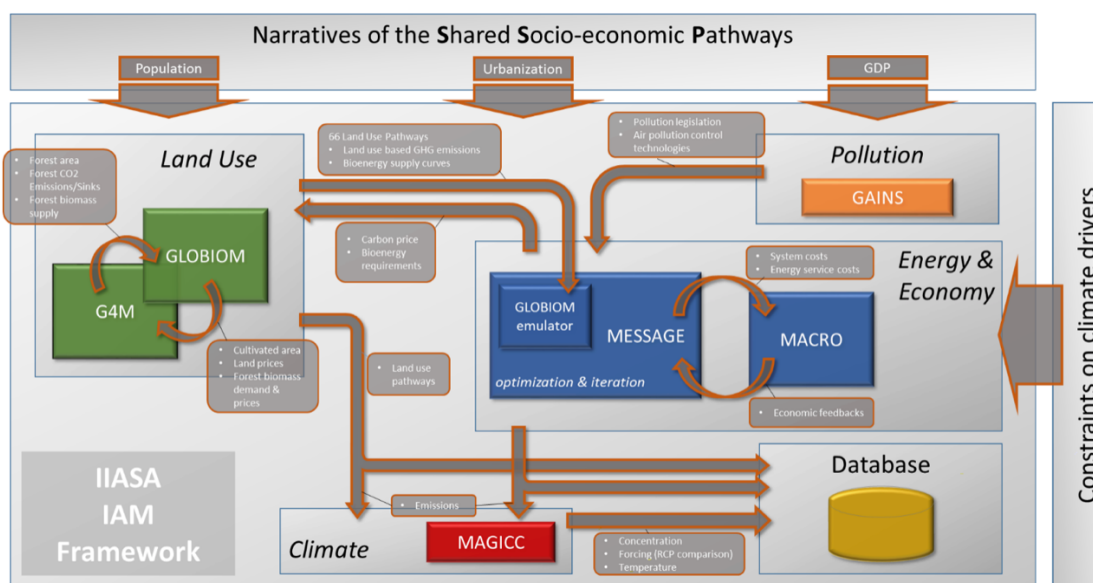 Narratives of the Shared Socio-economic Pathways
Population
Urbanization
GDP
Land Use
• Forest area
• Forest CO2
Emissions/Sinks
• Forest biomass
supply
GLOBIOM
G4M
• Cultivated area
• Land prices
• Forest biomass
demand &
prices
66 Land Use Pathways
• Land use based GHG emissions
• Bioenergy supply curves
• Carbon price
• Bioenergy
requirements
• Pollution legislation
• Air pollution control
technologies
Pollution
GAINS
Energy &
Economy
• System costs
• Energy service costs
GLOBIOM
emulator
MESSAGE
optimization & iteration
MACRO
• Economic feedbacks
• Land use
pathways
Constraints on climate drivers
IIASA
IAM
Framework
• Emissions
Climate
MAGICC
• Concentration
• Forcing (RCP comparison)
• Temperature
Database